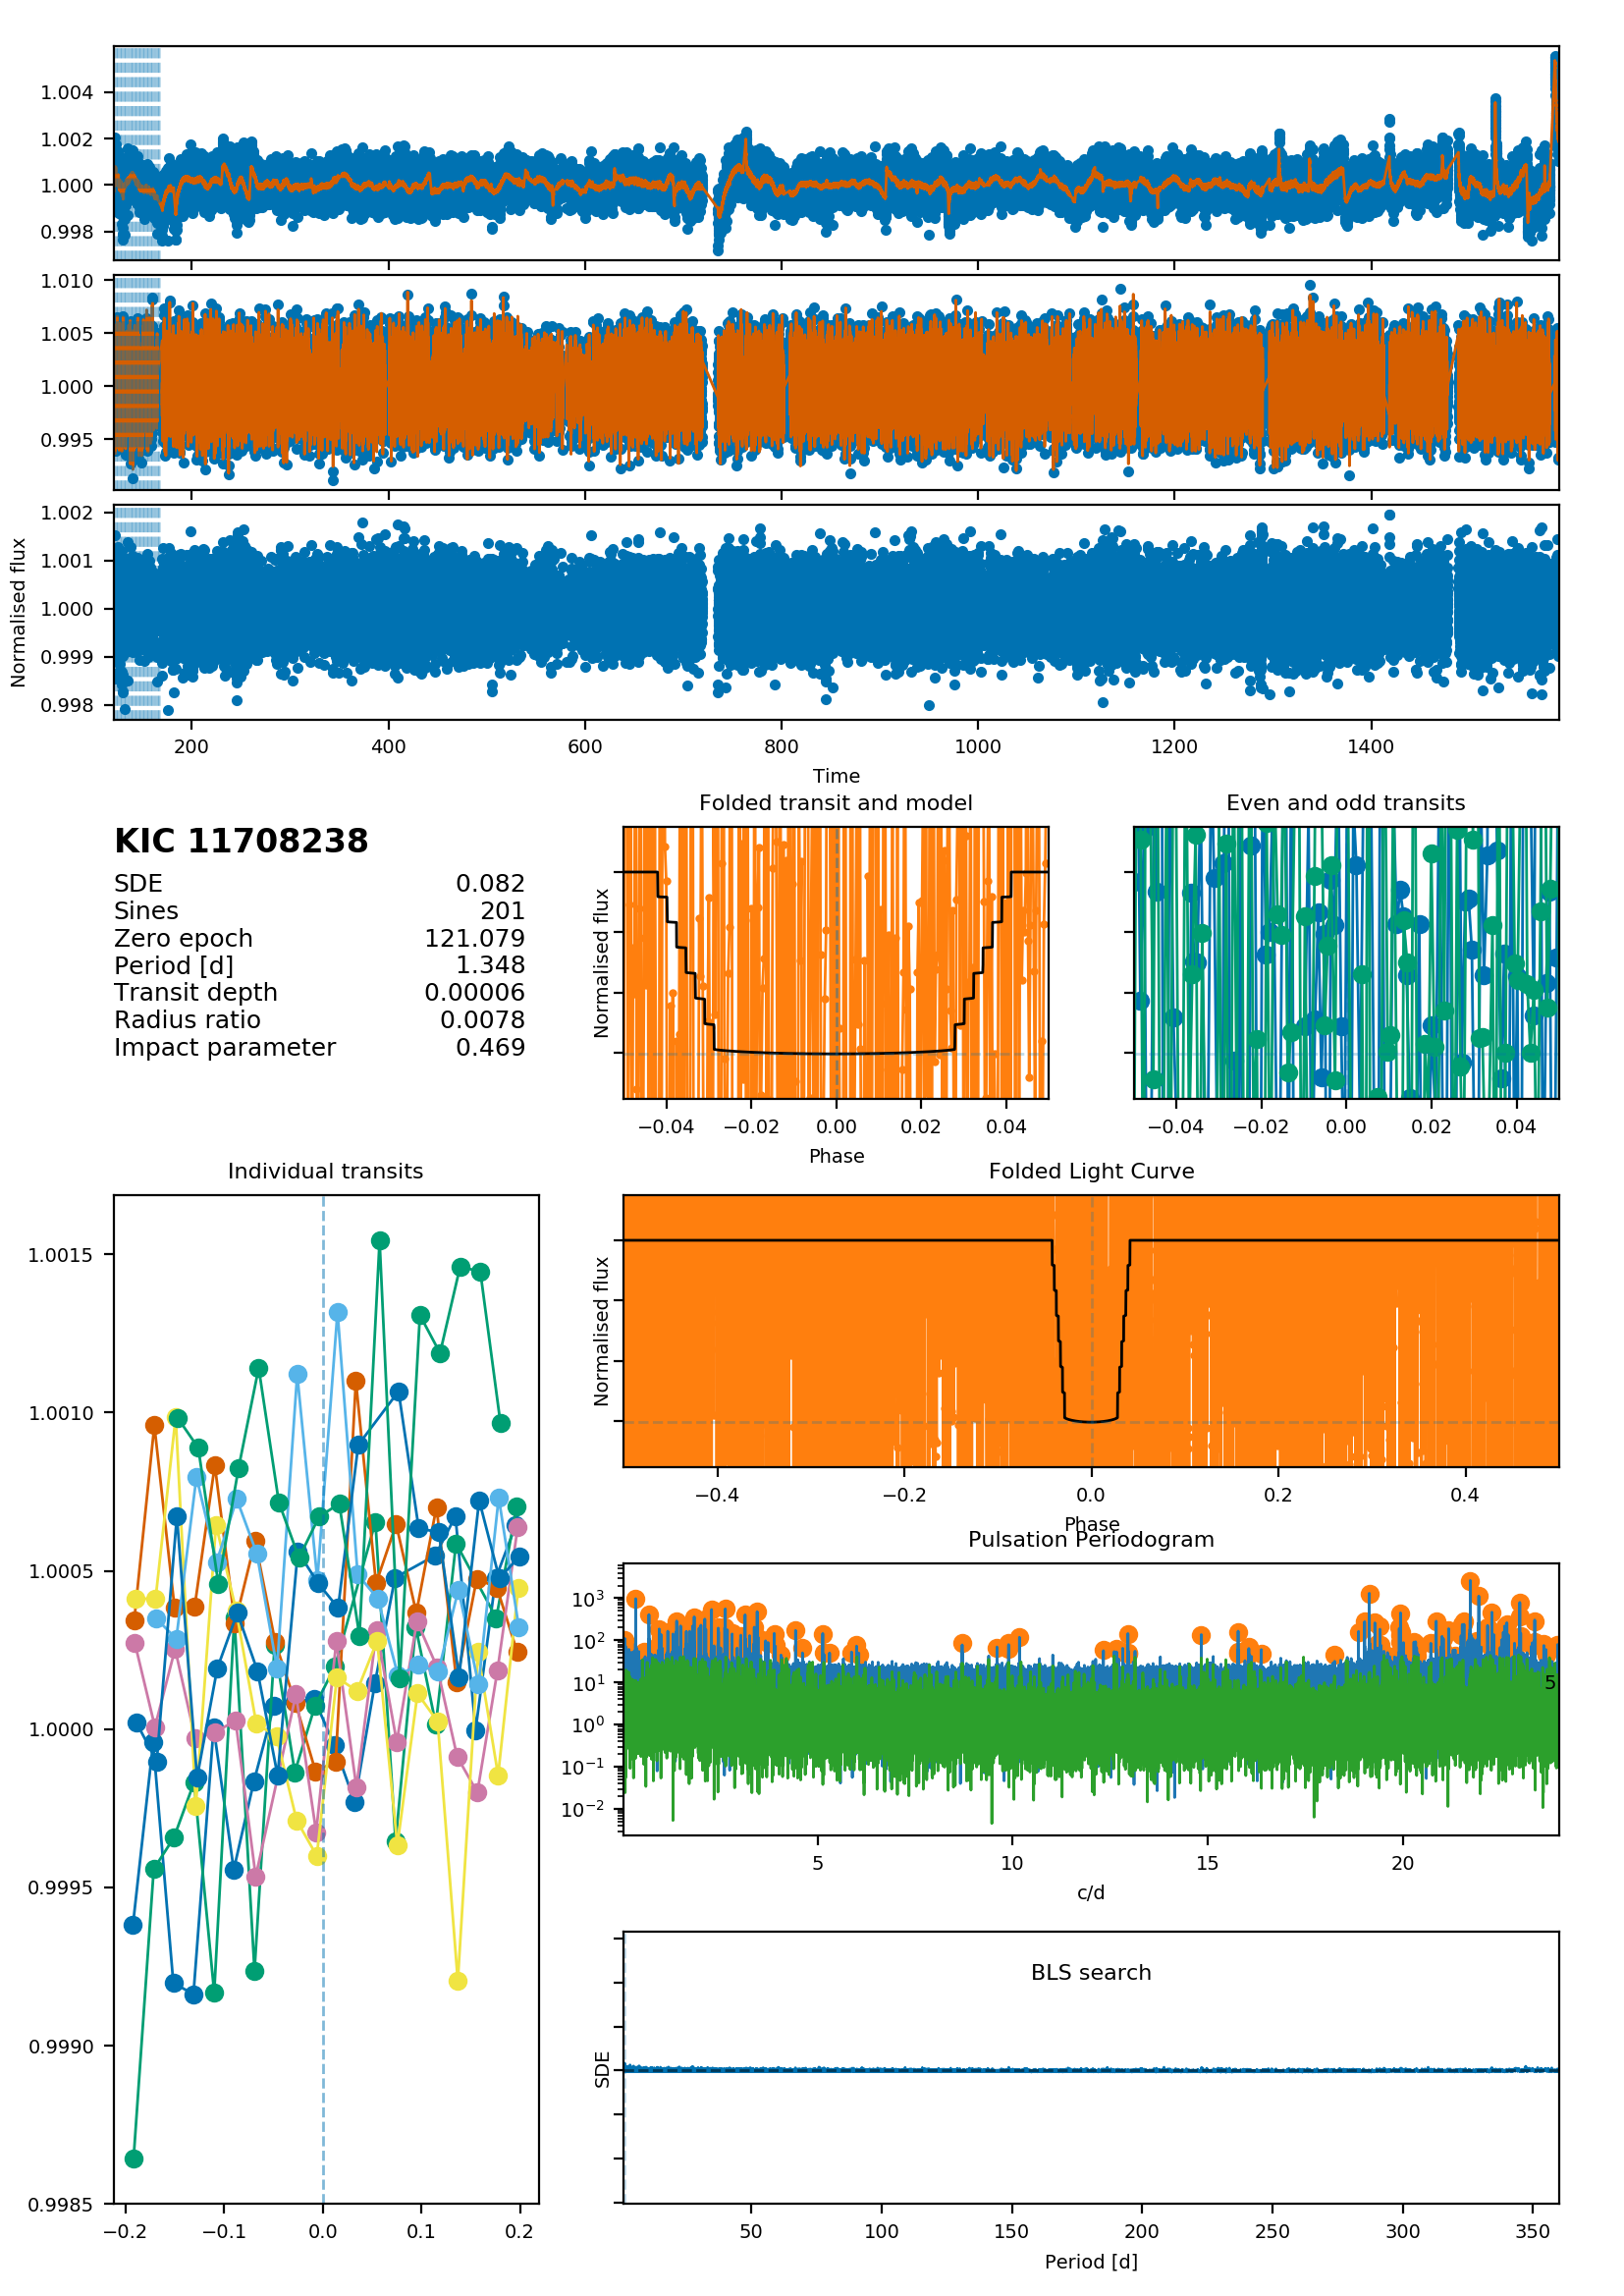 1.004
1.002
1.000
0.998
1.010
1.005
1.000
0.995
1.002
1.001
1.000
0.999
0.998
Normalised flux
200 400 600 800 1000 1200 1400
Time
KIC 11708238
SDE 0.082
Sines 201
Zero epoch 121.079
Period [d] 1.348
Transit depth 0.00006
Radius ratio 0.0078
Impact parameter 0.469
Folded transit and model
Normalised flux
−0.04 −0.02 0.00 0.02 0.04
Phase
Even and odd transits
−0.04 −0.02 0.00 0.02 0.04
Individual transits
1.0015
1.0010
1.0005
1.0000
0.9995
0.9990
0.9985
−0.2 −0.1 0.0 0.1 0.2
Folded Light Curve
Normalised flux
−0.4 −0.2 0.0 0.2 0.4
Phase
Pulsation Periodogram
10³
10²
10¹
10⁰
10⁻¹
10⁻²
5
5 10 15 20
c/d
BLS search
SDE
50 100 150 200 250 300 350
Period [d]